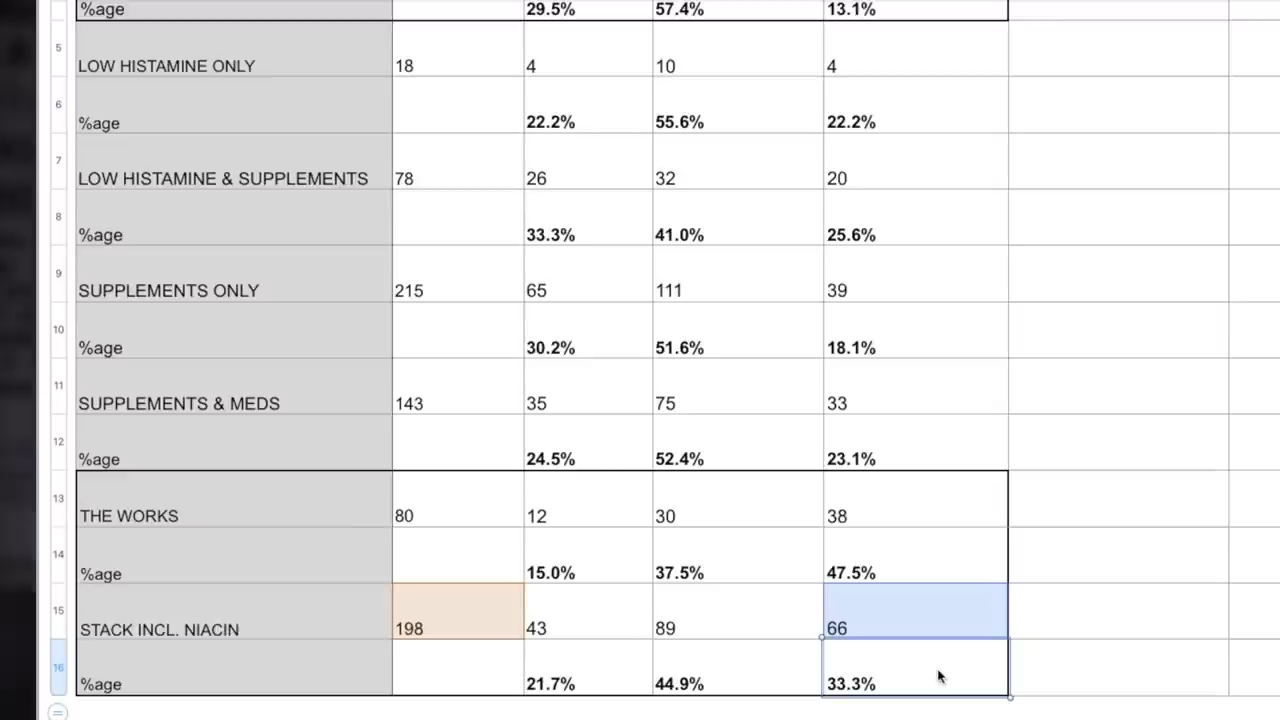 %age 29.5% 57.4% 13.1%
5
LOW HISTAMINE ONLY 18 4 10 4
6
%age 22.2% 55.6% 22.2%
7
LOW HISTAMINE & SUPPLEMENTS 78 26 32 20
8
%age 33.3% 41.0% 25.6%
9
SUPPLEMENTS ONLY 215 65 111 39
10
%age 30.2% 51.6% 18.1%
11
SUPPLEMENTS & MEDS 143 35 75 33
12
%age 24.5% 52.4% 23.1%
13
THE WORKS 80 12 30 38
14
%age 15.0% 37.5% 47.5%
15
STACK INCL. NIACIN 198 43 89 66
16
%age 21.7% 44.9% 33.3%